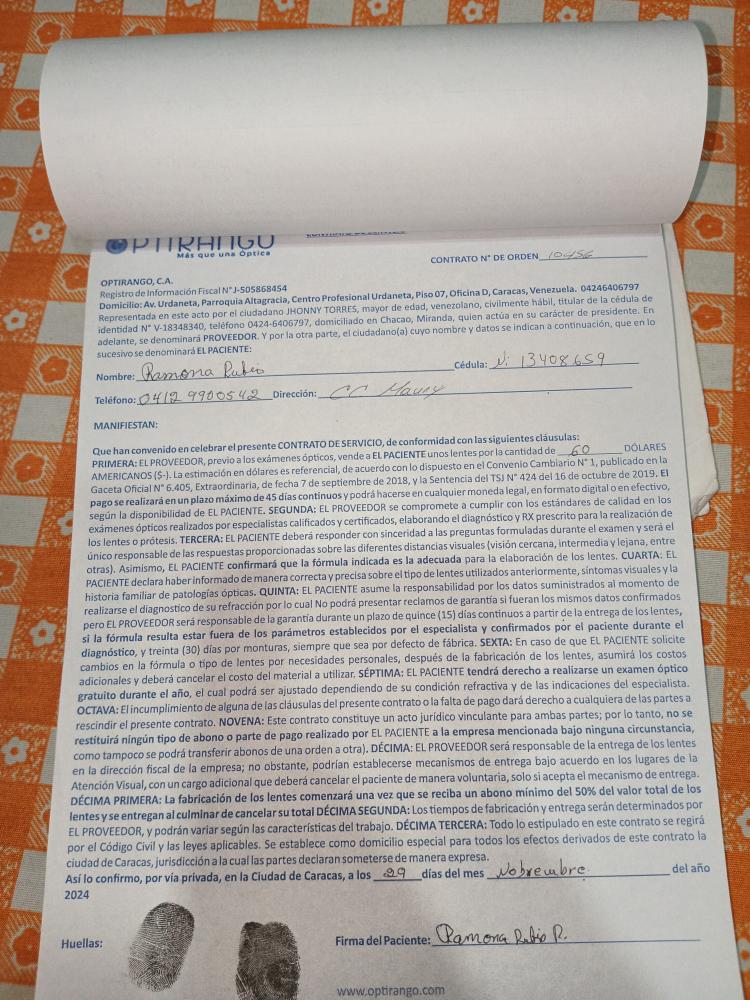 OPTIRANGO
Más que una Óptica
CONTRATO N° DE ORDEN 10456
OPTIRANGO, C.A.
Registro de Información Fiscal N° J-505868454
Domicilio: Av. Urdaneta, Parroquia Altagracia, Centro Profesional Urdaneta, Piso 07, Oficina D, Caracas, Venezuela. 04246406797
Representada en este acto por el ciudadano JHONNY TORRES, mayor de edad, venezolano, civilmente hábil, titular de la cédula de
identidad N° V-18348340, teléfono 0424-6406797, domiciliado en Chacao, Miranda, quien actúa en su carácter de presidente. En
adelante, se denominará PROVEEDOR. Y por la otra parte, el ciudadano(a) cuyo nombre y datos se indican a continuación, que en lo
sucesivo se denominará EL PACIENTE:
Nombre: Ramona Rubio Cédula: V: 13408659
Teléfono: 0412 9900542 Dirección: CC
MANIFIESTAN:
Que han convenido en celebrar el presente CONTRATO DE SERVICIO, de conformidad con las siguientes cláusulas:
PRIMERA: EL PROVEEDOR, previo a los exámenes ópticos, vende a EL PACIENTE unos lentes por la cantidad de 60 DÓLARES
AMERICANOS ($-). La estimación en dólares es referencial, de acuerdo con lo dispuesto en el Convenio Cambiario N° 1, publicado en la
Gaceta Oficial N° 6.405, Extraordinaria, de fecha 7 de septiembre de 2018, y la Sentencia del TSJ N° 424 del 16 de octubre de 2019. El
pago se realizará en un plazo máximo de 45 días continuos y podrá hacerse en cualquier moneda legal, en formato digital o en efectivo,
según la disponibilidad de EL PACIENTE. SEGUNDA: EL PROVEEDOR se compromete a cumplir con los estándares de calidad en los
exámenes ópticos realizados por especialistas calificados y certificados, elaborando el diagnóstico y RX prescrito para la realización de
los lentes o prótesis. TERCERA: EL PACIENTE deberá responder con sinceridad a las preguntas formuladas durante el examen y será el
único responsable de las respuestas proporcionadas sobre las diferentes distancias visuales (visión cercana, intermedia y lejana, entre
otras). Asimismo, EL PACIENTE confirmará que la fórmula indicada es la adecuada para la elaboración de los lentes. CUARTA: EL
PACIENTE declara haber informado de manera correcta y precisa sobre el tipo de lentes utilizados anteriormente, síntomas visuales y la
historia familiar de patologías ópticas. QUINTA: EL PACIENTE asume la responsabilidad por los datos suministrados al momento de
realizarse el diagnostico de su refracción por lo cual No podrá presentar reclamos de garantía si fueran los mismos datos confirmados
pero EL PROVEEDOR será responsable de la garantía durante un plazo de quince (15) días continuos a partir de la entrega de los lentes,
si la fórmula resulta estar fuera de los parámetros establecidos por el especialista y confirmados por el paciente durante el
diagnóstico, y treinta (30) días por monturas, siempre que sea por defecto de fábrica. SEXTA: En caso de que EL PACIENTE solicite
cambios en la fórmula o tipo de lentes por necesidades personales, después de la fabricación de los lentes, asumirá los costos
adicionales y deberá cancelar el costo del material a utilizar. SÉPTIMA: EL PACIENTE tendrá derecho a realizarse un examen óptico
gratuito durante el año, el cual podrá ser ajustado dependiendo de su condición refractiva y de las indicaciones del especialista.
OCTAVA: El incumplimiento de alguna de las cláusulas del presente contrato o la falta de pago dará derecho a cualquiera de las partes a
rescindir el presente contrato. NOVENA: Este contrato constituye un acto jurídico vinculante para ambas partes; por lo tanto, no se
restituirá ningún tipo de abono o parte de pago realizado por EL PACIENTE a la empresa mencionada bajo ninguna circunstancia,
como tampoco se podrá transferir abonos de una orden a otra). DÉCIMA: EL PROVEEDOR será responsable de la entrega de los lentes
en la dirección fiscal de la empresa; no obstante, podrían establecerse mecanismos de entrega bajo acuerdo en los lugares de la
Atención Visual, con un cargo adicional que deberá cancelar el paciente de manera voluntaria, solo si acepta el mecanismo de entrega.
DÉCIMA PRIMERA: La fabricación de los lentes comenzará una vez que se reciba un abono mínimo del 50% del valor total de los
lentes y se entregan al culminar de cancelar su total DÉCIMA SEGUNDA: Los tiempos de fabricación y entrega serán determinados por
EL PROVEEDOR, y podrán variar según las características del trabajo. DÉCIMA TERCERA: Todo lo estipulado en este contrato se regirá
por el Código Civil y las leyes aplicables. Se establece como domicilio especial para todos los efectos derivados de este contrato la
ciudad de Caracas, jurisdicción a la cual las partes declaran someterse de manera expresa.
Así lo confirmo, por vía privada, en la Ciudad de Caracas, a los 29 días del mes Nobrembre del año
2024
Huellas: Firma del Paciente: Ramona Rubio R.
www.optirango.com